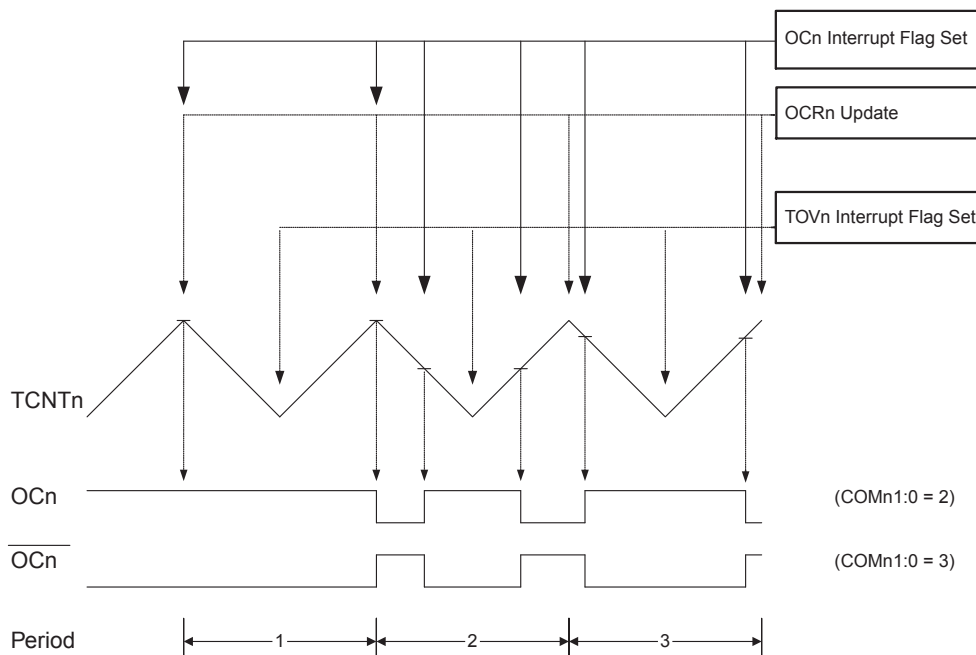 OCn Interrupt Flag Set
OCRn Update
TOVn Interrupt Flag Set
TCNTn
OCn
(COMn1:0 = 2)
OCn
(COMn1:0 = 3)
Period
1
2
3